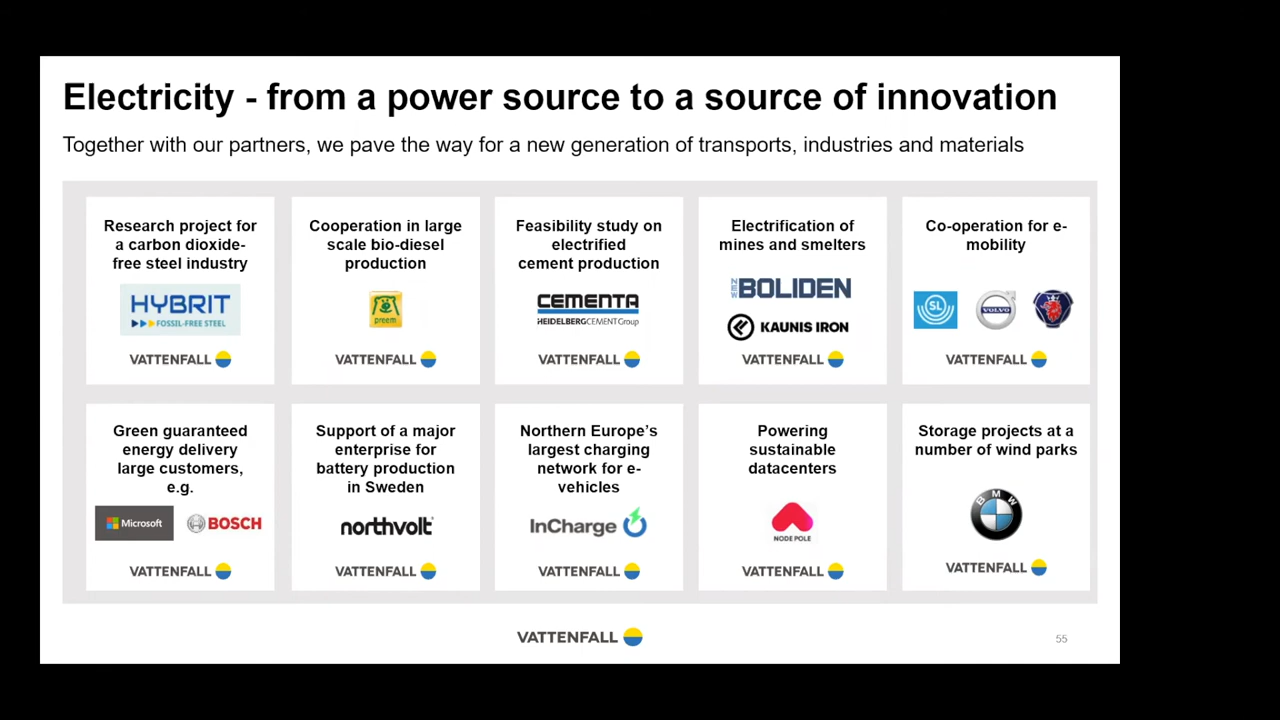 Electricity - from a power source to a source of innovation
Together with our partners, we pave the way for a new generation of transports, industries and materials
Research project for
a carbon dioxide-
free steel industry
HYBRIT
FOSSIL-FREE STEEL
VATTENFALL
Cooperation in large
scale bio-diesel
production
preem
VATTENFALL
Feasibility study on
electrified
cement production
CEMENTA
HEIDELBERGCEMENT Group
VATTENFALL
Electrification of
mines and smelters
NEW BOLIDEN
KAUNIS IRON
VATTENFALL
Co-operation for e-
mobility
SL
VOLVO
VATTENFALL
Green guaranteed
energy delivery
large customers,
e.g.
Microsoft
BOSCH
VATTENFALL
Support of a major
enterprise for
battery production
in Sweden
northvolt
VATTENFALL
Northern Europe’s
largest charging
network for e-
vehicles
InCharge
VATTENFALL
Powering
sustainable
datacenters
NODE POLE
VATTENFALL
Storage projects at a
number of wind parks
BMW
VATTENFALL
VATTENFALL
55